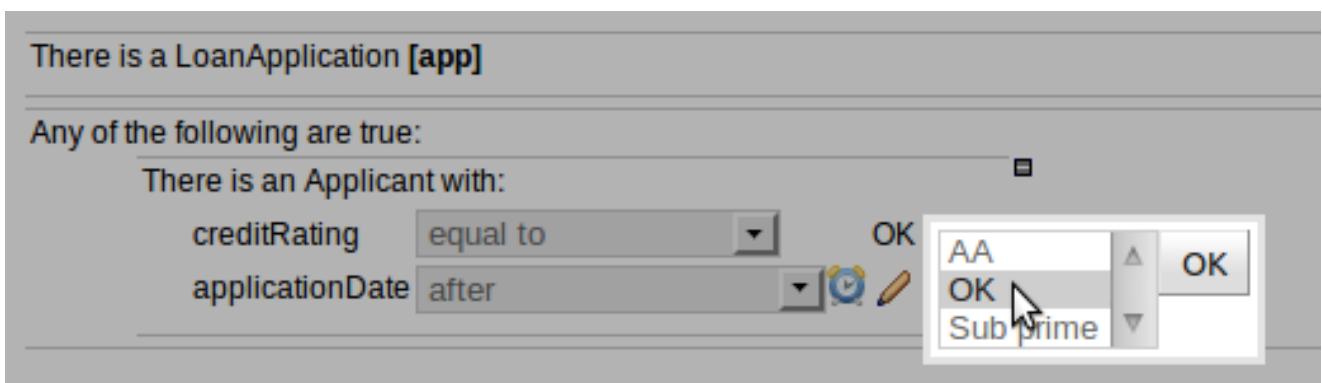 There is a LoanApplication [app]
Any of the following are true:
There is an Applicant with:
creditRating equal to OK
AA
OK
OK
applicationDate after
Sub prime